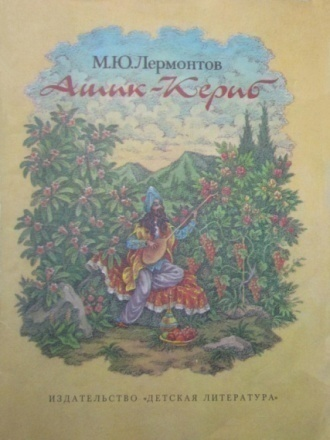 М.Ю.Лермонтов
Ашик-Кериб
ИЗДАТЕЛЬСТВО «ДЕТСКАЯ ЛИТЕРАТУРА»